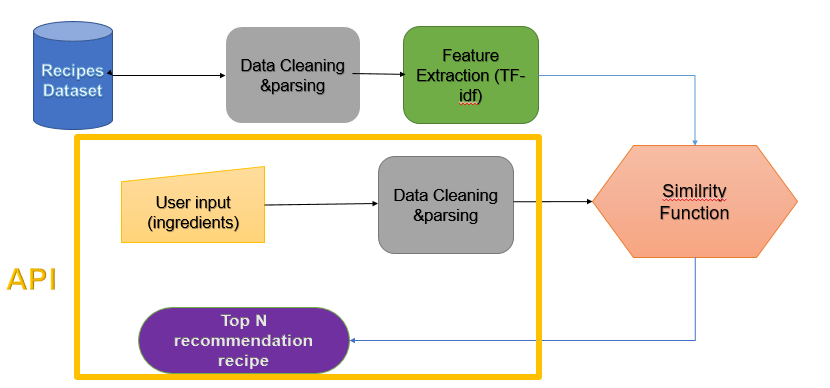 Recipes
Dataset
Data Cleaning
&parsing
Feature
Extraction (TF-
idf)
User input
(ingredients)
Data Cleaning
&parsing
Similrity
Function
API
Top N
recommendation
recipe